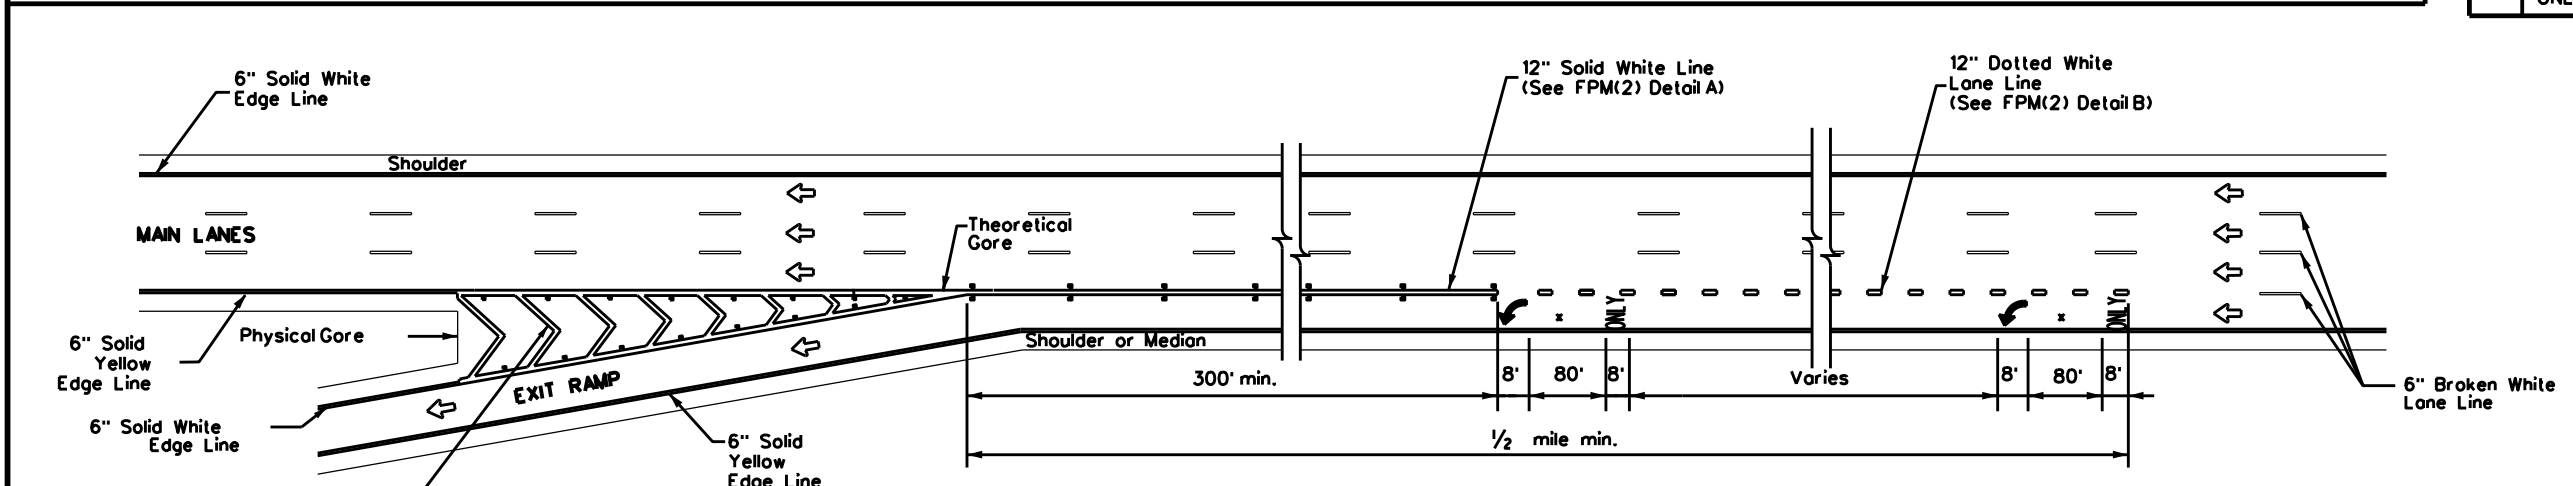 6" Solid White
Edge Line
12" Solid White Line
(See FPM(2) Detail A)
12" Dotted White
Lane Line
(See FPM(2) Detail B)
Shoulder
MAIN LANES
Theoretical
Gore
ONLY
ONLY
Physical Gore
Shoulder or Median
6" Solid
Yellow
Edge Line
EXIT RAMP
300' min.
8'
80'
8'
Varies
8'
80'
8'
6" Broken White
Lane Line
6" Solid White
Edge Line
6" Solid
Yellow
Edge Line
1/2 mile min.